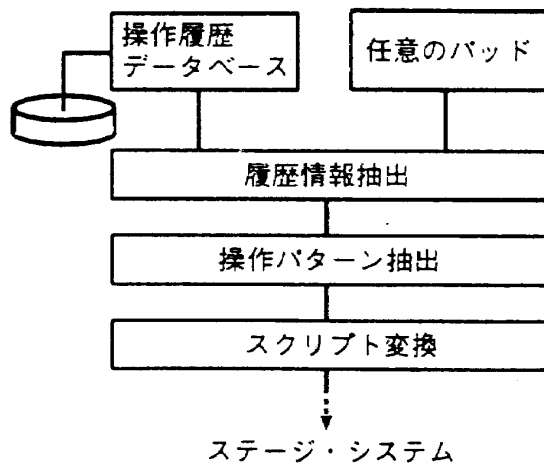 操作履歴
データベース
任意のパッド
履歴情報抽出
操作パターン抽出
スクリプト変換
ステージ・システム